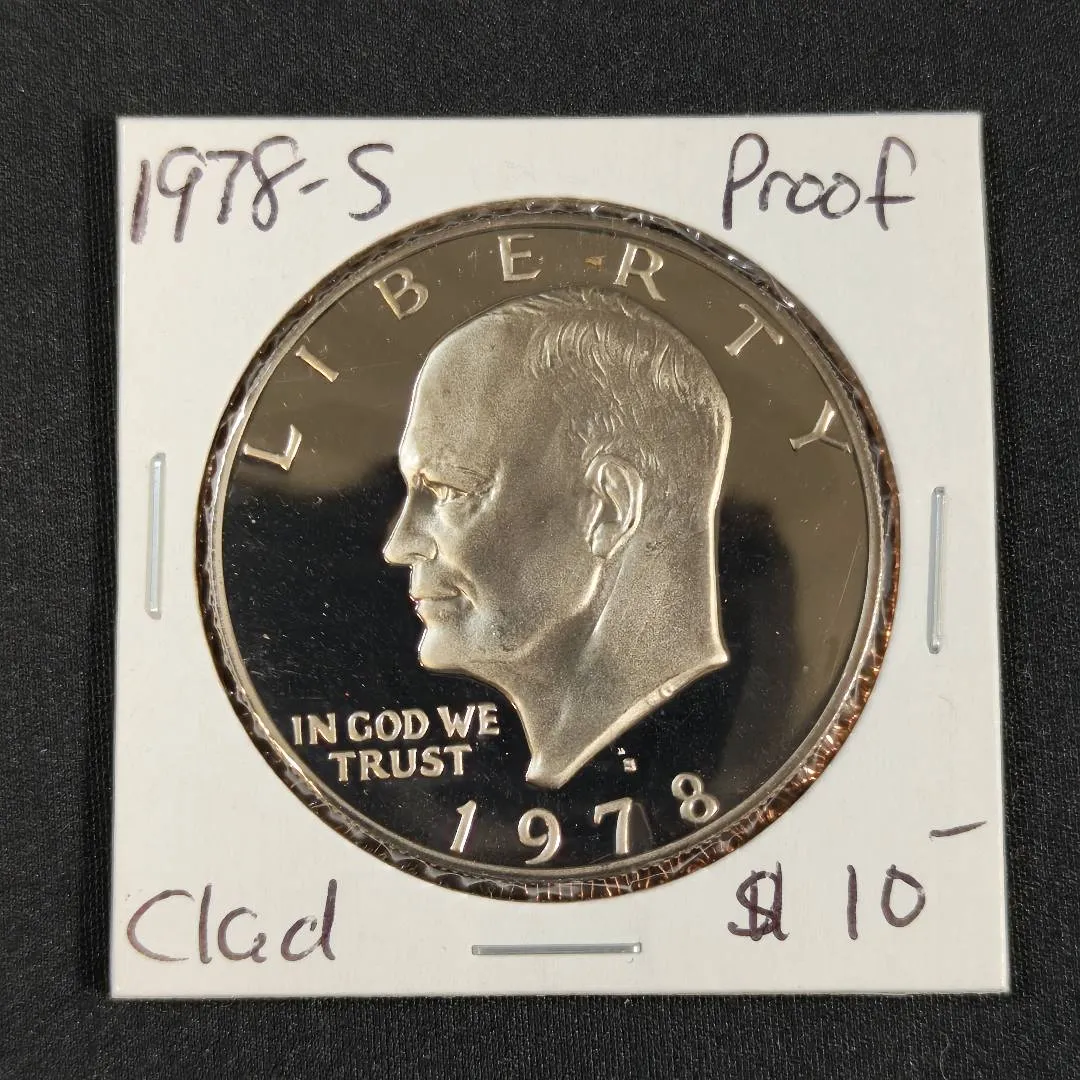 1978-S
Proof
LIBERTY
IN GOD WE
TRUST
S
1978
Clad
$10-